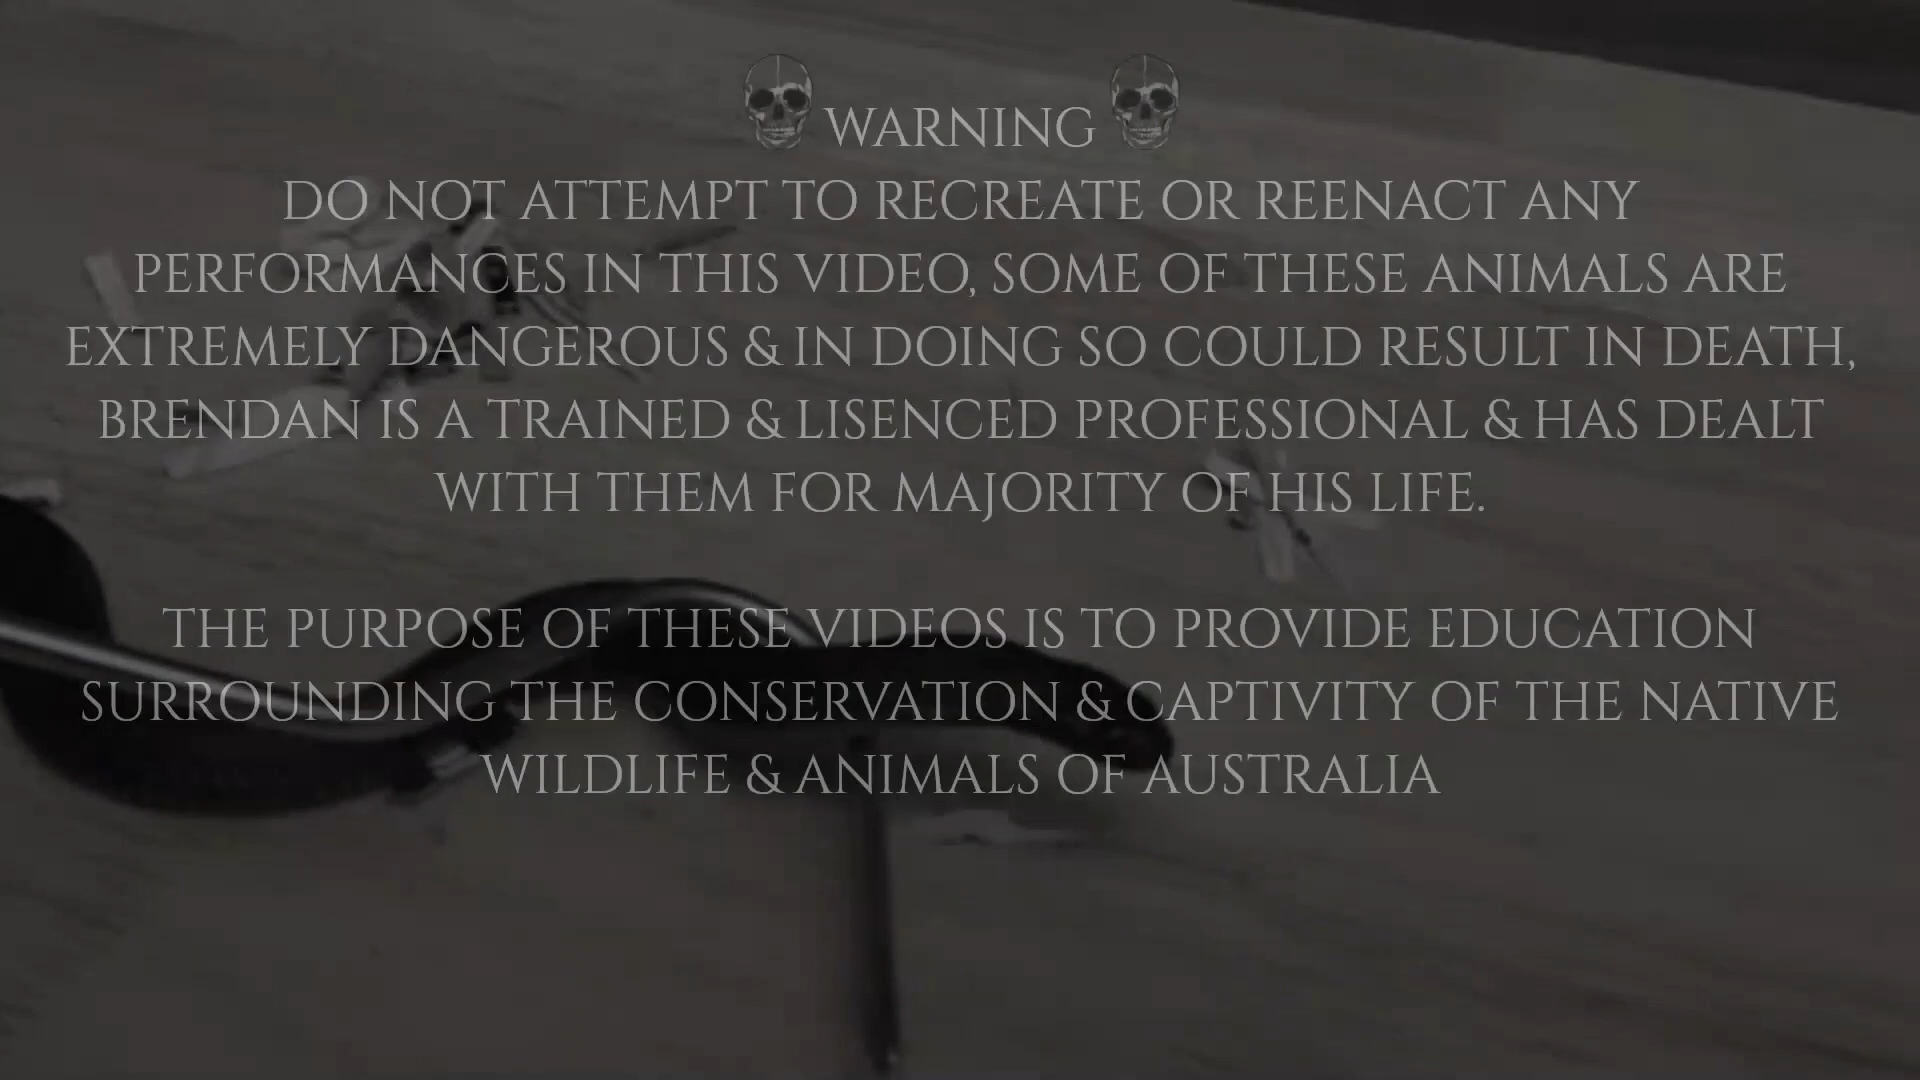 WARNING
DO NOT ATTEMPT TO RECREATE OR REENACT ANY
PERFORMANCES IN THIS VIDEO, SOME OF THESE ANIMALS ARE
EXTREMELY DANGEROUS & IN DOING SO COULD RESULT IN DEATH,
BRENDAN IS A TRAINED & LISENCED PROFESSIONAL & HAS DEALT
WITH THEM FOR MAJORITY OF HIS LIFE.
THE PURPOSE OF THESE VIDEOS IS TO PROVIDE EDUCATION
SURROUNDING THE CONSERVATION & CAPTIVITY OF THE NATIVE
WILDLIFE & ANIMALS OF AUSTRALIA